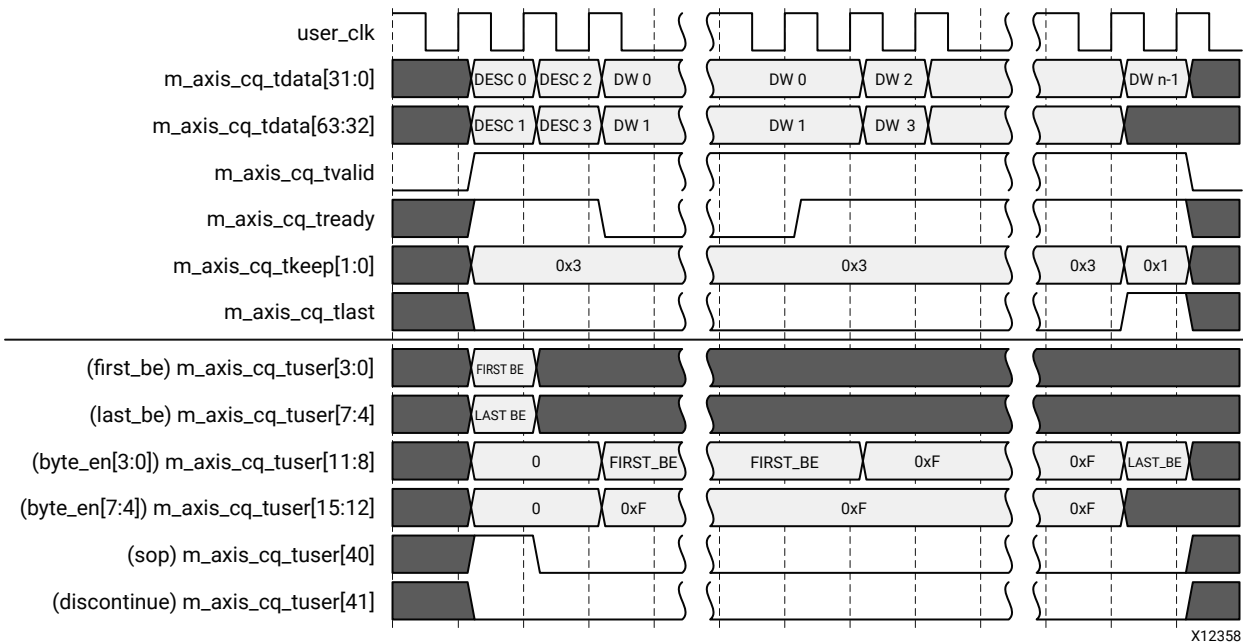 user_clk
m_axis_cq_tdata[31:0] DESC 0 DESC 2 DW 0 DW 0 DW 2 DW n-1
m_axis_cq_tdata[63:32] DESC 1 DESC 3 DW 1 DW 1 DW 3
m_axis_cq_tvalid
m_axis_cq_tready
m_axis_cq_tkeep[1:0] 0x3 0x3 0x3 0x1
m_axis_cq_tlast
(first_be) m_axis_cq_tuser[3:0] FIRST BE
(last_be) m_axis_cq_tuser[7:4] LAST BE
(byte_en[3:0]) m_axis_cq_tuser[11:8] 0 FIRST_BE FIRST_BE 0xF 0xF LAST_BE
(byte_en[7:4]) m_axis_cq_tuser[15:12] 0 0xF 0xF 0xF
(sop) m_axis_cq_tuser[40]
(discontinue) m_axis_cq_tuser[41]
X12358